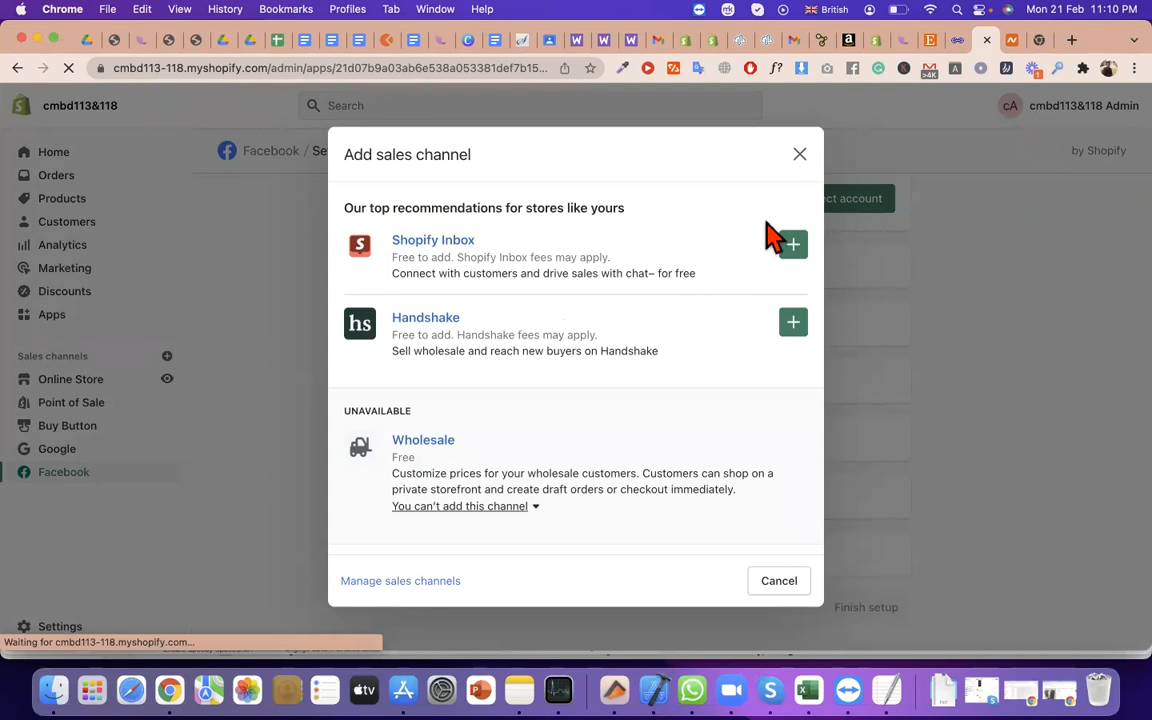 Chrome File Edit View History Bookmarks Profiles Tab Window Help
British Mon 21 Feb 11:10 PM
cmbd113-118.myshopify.com/admin/apps/21d07b9a03ab6e538a053381def7b15...
cmbd113&118
Search
cA cmbd113&118 Admin
Home
Orders
Products
Customers
Analytics
Marketing
Discounts
Apps
Sales channels
Online Store
Point of Sale
Buy Button
Google
Facebook
Settings
Waiting for cmbd113-118.myshopify.com...
Facebook /
by Shopify
account
Add sales channel
Our top recommendations for stores like yours
Shopify Inbox
Free to add. Shopify Inbox fees may apply.
Connect with customers and drive sales with chat– for free
hs
Handshake
Free to add. Handshake fees may apply.
Sell wholesale and reach new buyers on Handshake
UNAVAILABLE
Wholesale
Free
Customize prices for your wholesale customers. Customers can shop on a
private storefront and create draft orders or checkout immediately.
You can't add this channel
Manage sales channels
Cancel
Finish setup
tv